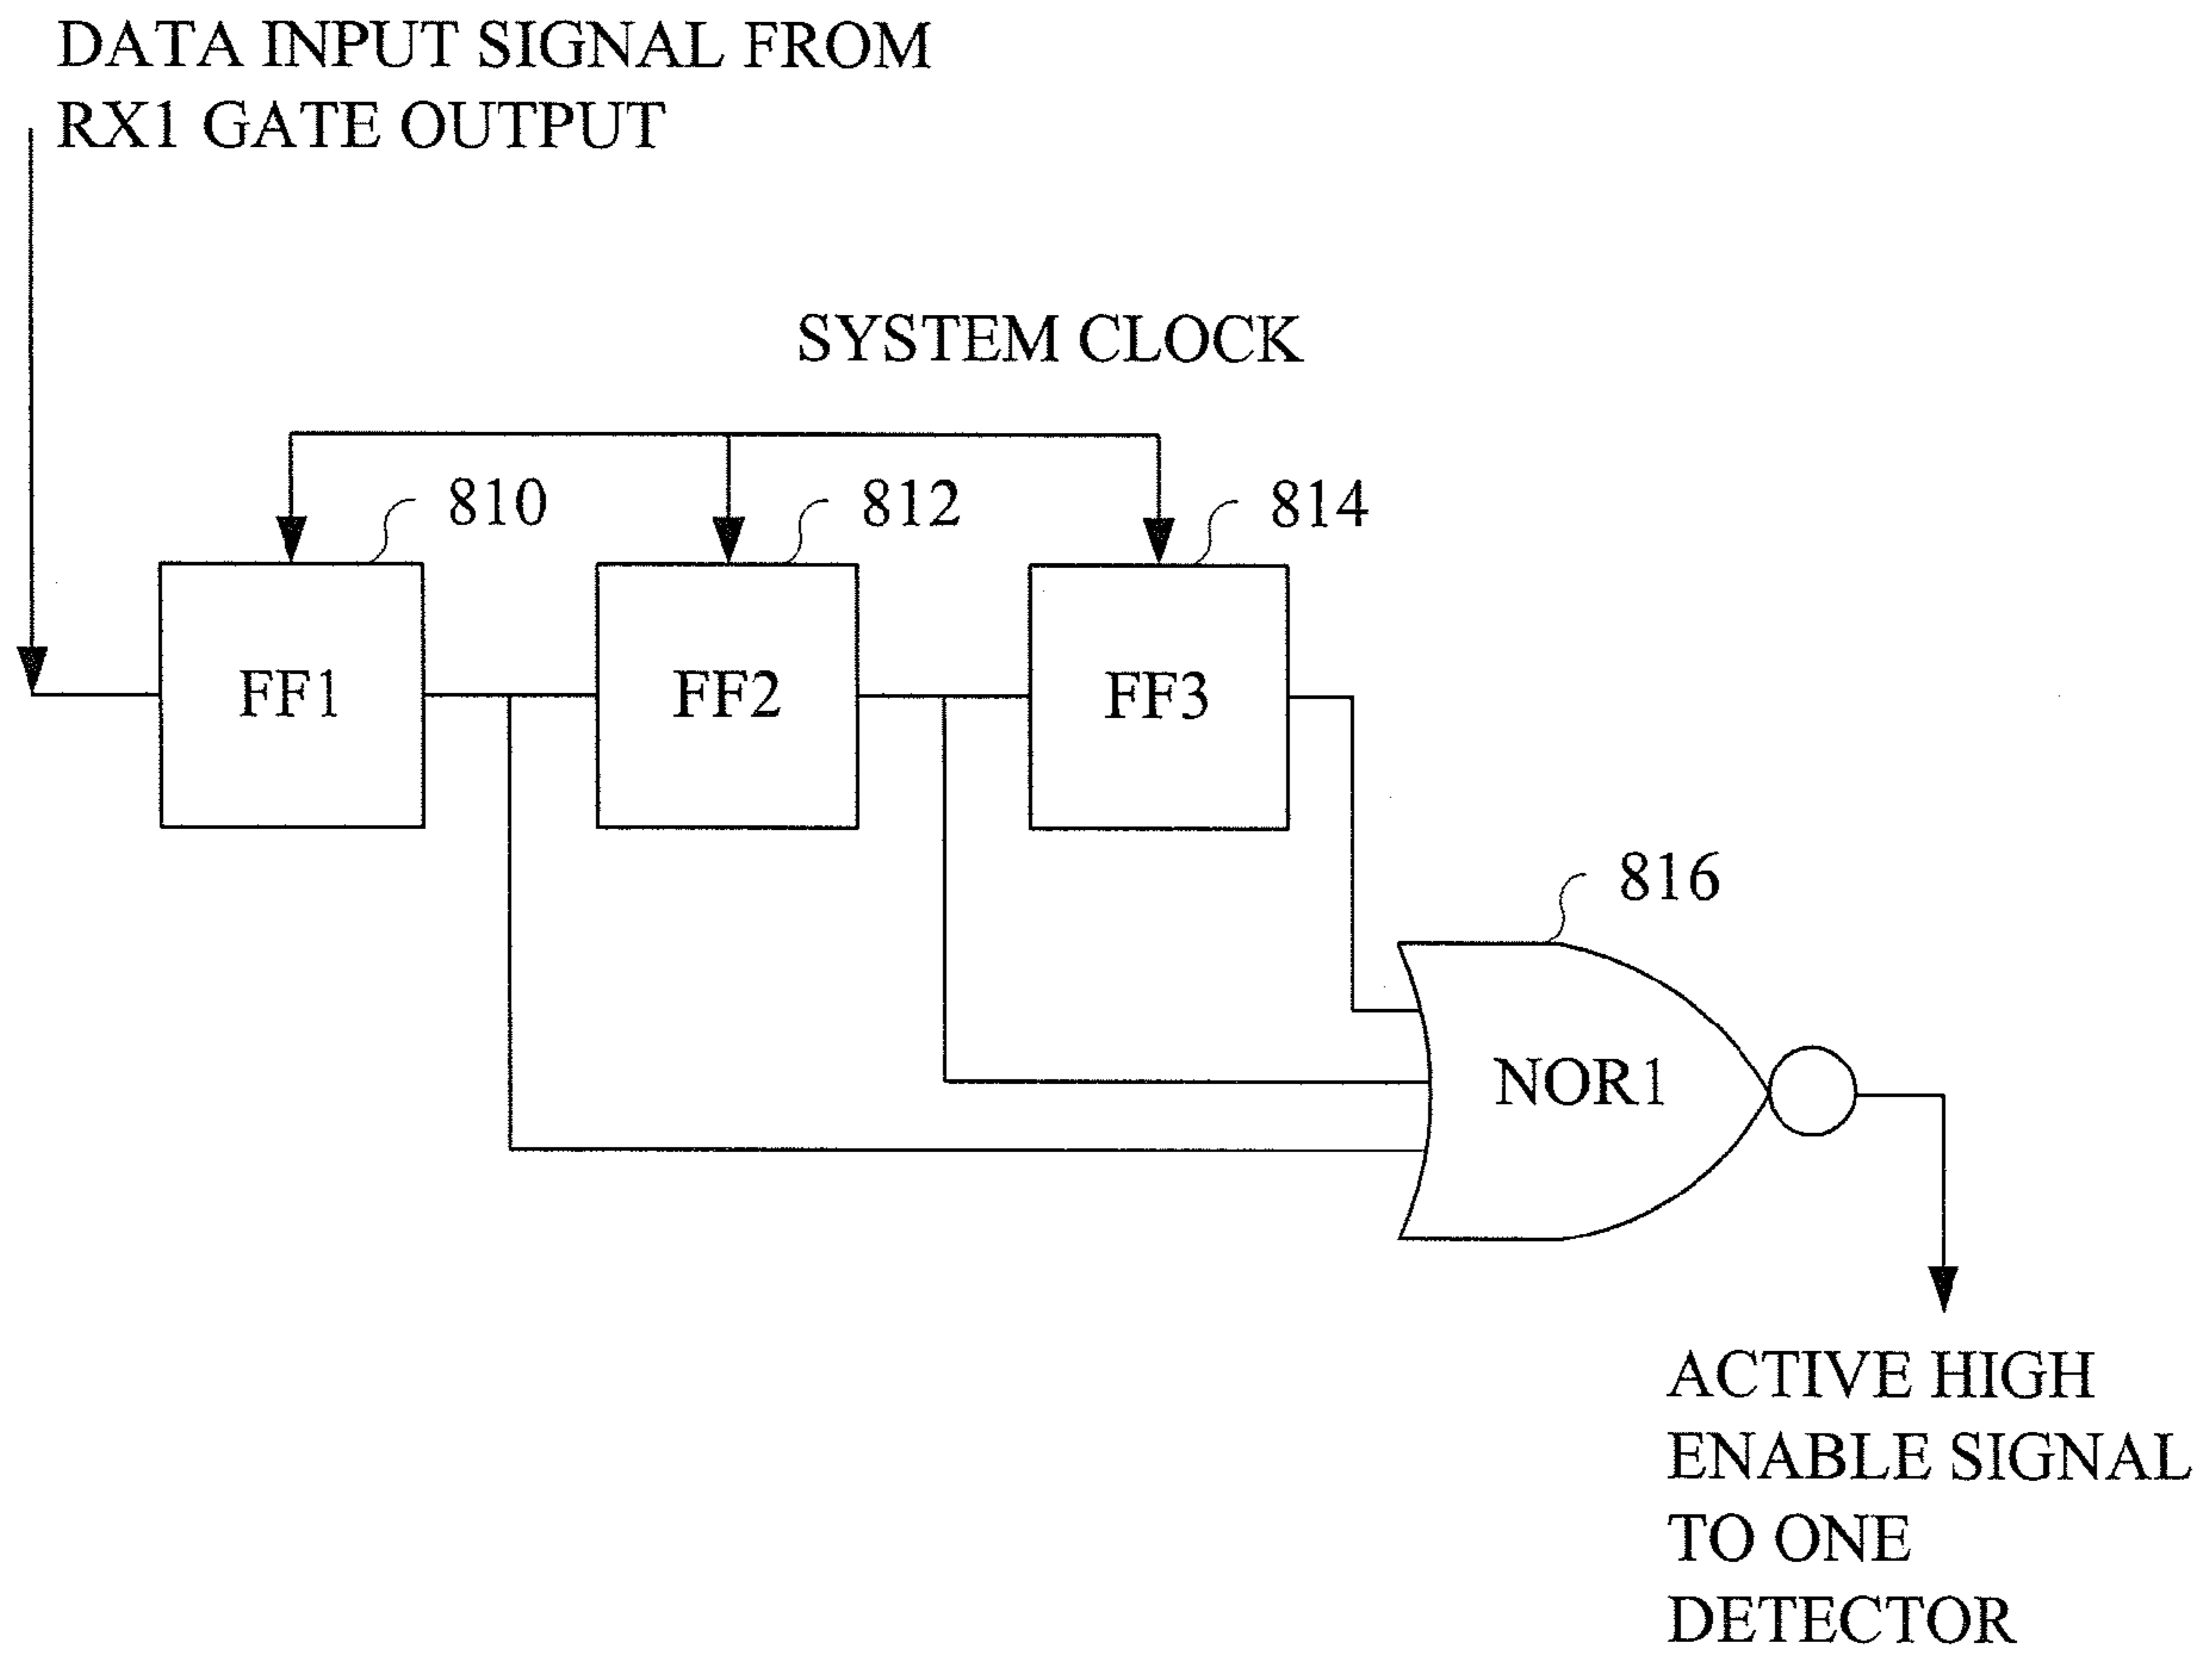 DATA INPUT SIGNAL FROM
RX1 GATE OUTPUT
SYSTEM CLOCK
810
812
814
FF1
FF2
FF3
816
NOR1
ACTIVE HIGH
ENABLE SIGNAL
TO ONE
DETECTOR